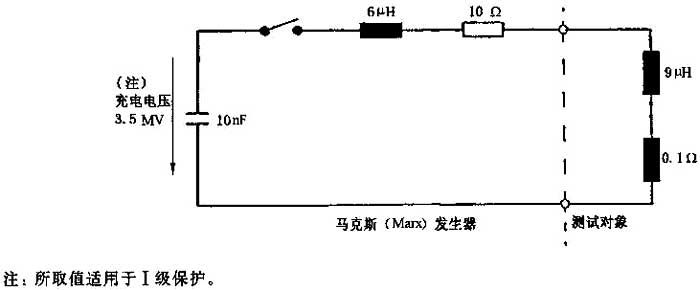 6μH
10 Ω
(注)
充电电压
3.5 MV
10nF
9μH
0.1Ω
马克斯（Marx）发生器
测试对象
注：所取值适用于Ⅰ级保护。